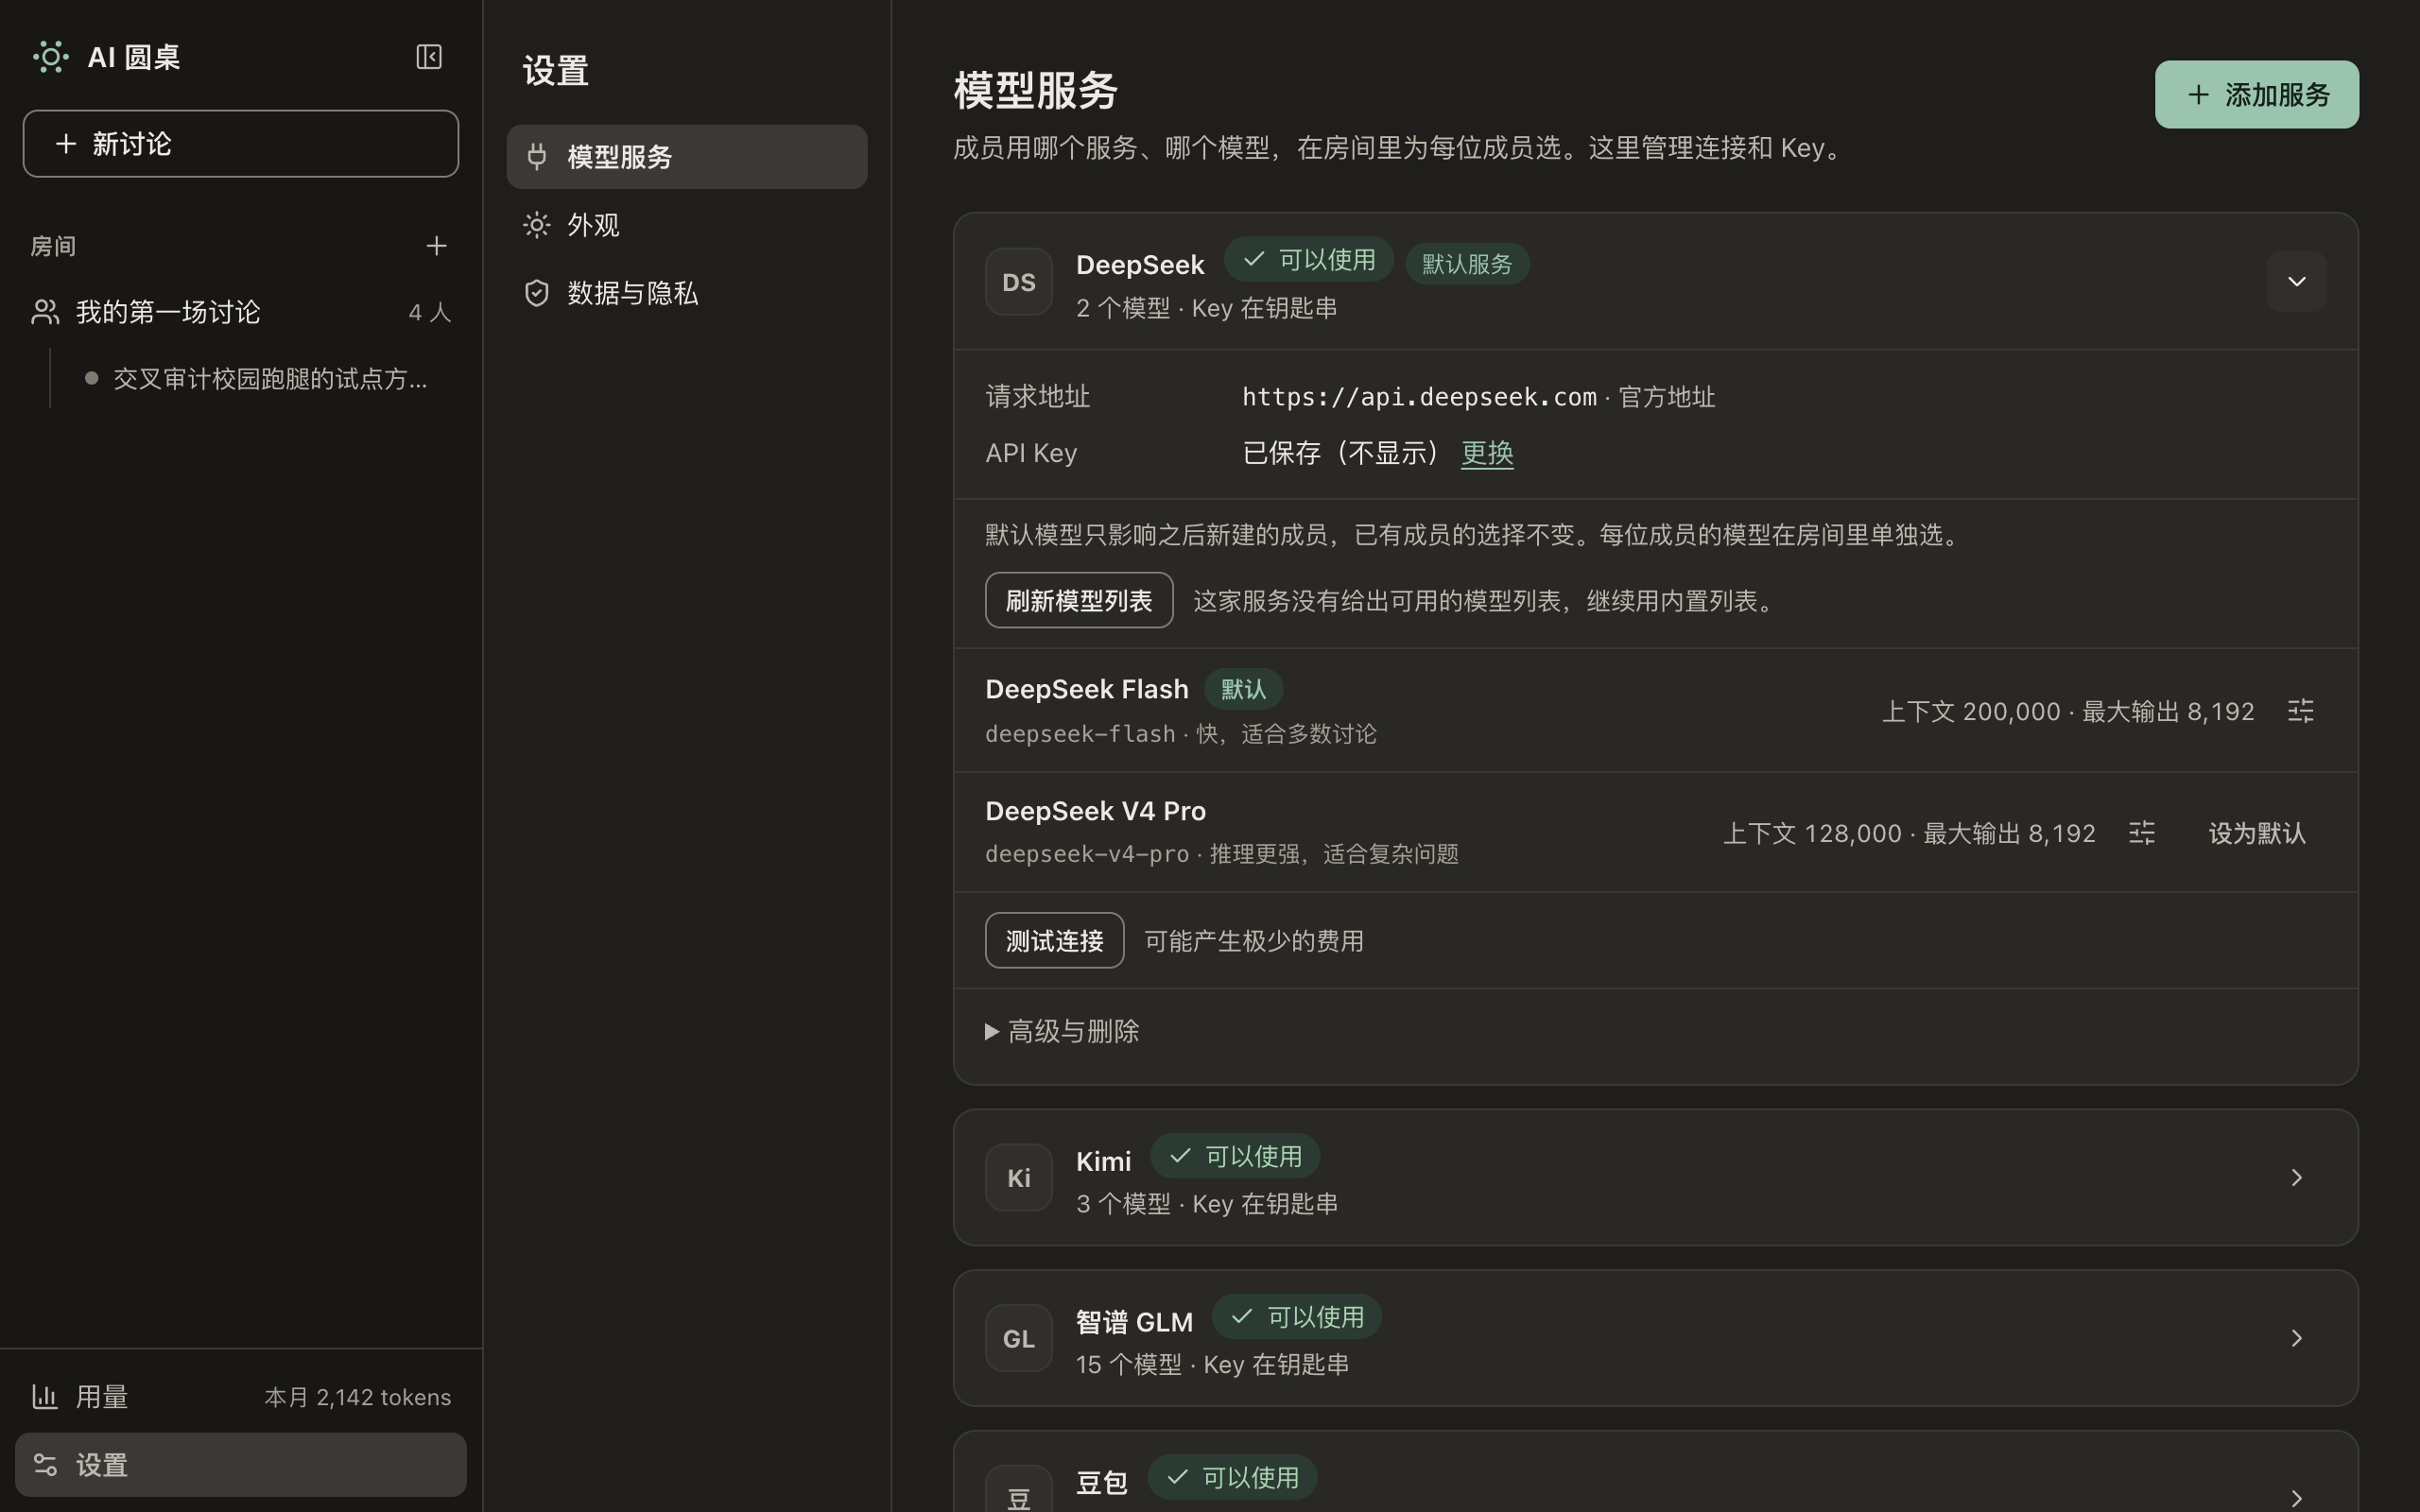 AI 圆桌
新讨论
房间
我的第一场讨论 4 人
交叉审计校园跑腿的试点方...
用量 本月 2,142 tokens
设置
设置
模型服务
外观
数据与隐私
模型服务
成员用哪个服务、哪个模型，在房间里为每位成员选。这里管理连接和 Key。
添加服务
DS
DeepSeek 可以使用 默认服务
2 个模型 · Key 在钥匙串
请求地址 https://api.deepseek.com · 官方地址
API Key 已保存（不显示） 更换
默认模型只影响之后新建的成员，已有成员的选择不变。每位成员的模型在房间里单独选。
刷新模型列表 这家服务没有给出可用的模型列表，继续用内置列表。
DeepSeek Flash 默认
deepseek-flash · 快，适合多数讨论
上下文 200,000 · 最大输出 8,192
DeepSeek V4 Pro
deepseek-v4-pro · 推理更强，适合复杂问题
上下文 128,000 · 最大输出 8,192 设为默认
测试连接 可能产生极少的费用
高级与删除
Ki
Kimi 可以使用
3 个模型 · Key 在钥匙串
GL
智谱 GLM 可以使用
15 个模型 · Key 在钥匙串
豆
豆包 可以使用